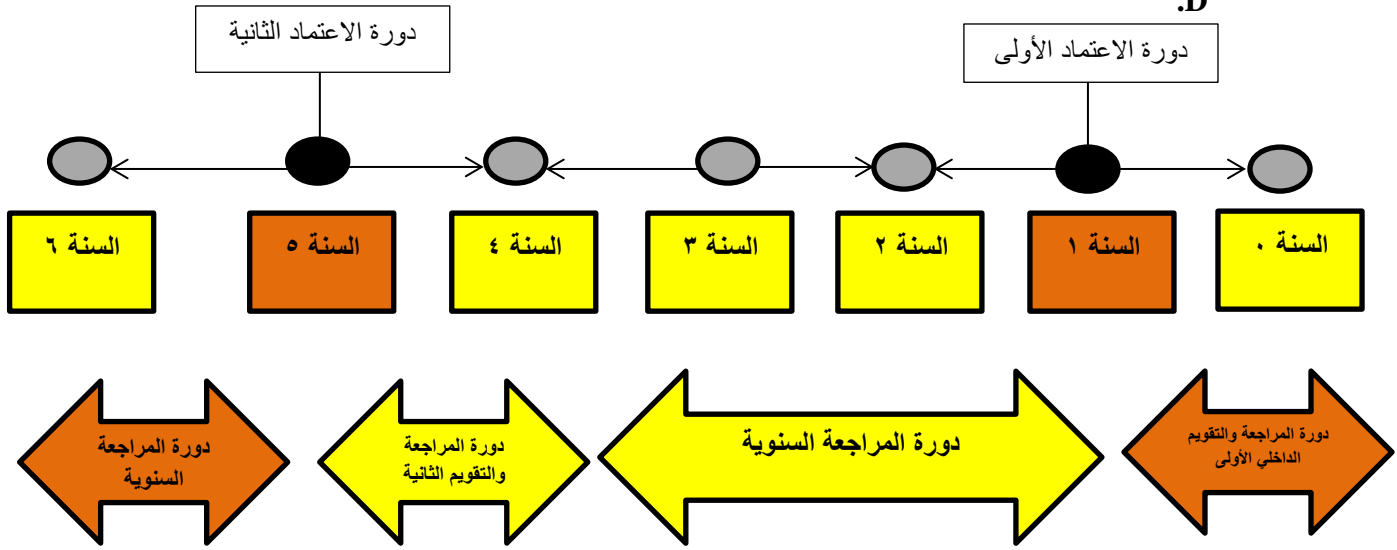 .D
دورة الاعتماد الأولى
دورة الاعتماد الثانية
السنة ٠
السنة ١
السنة ٢
السنة ٣
السنة ٤
السنة ٥
السنة ٦
دورة المراجعة والتقويم
الداخلي الأولى
دورة المراجعة السنوية
دورة المراجعة
والتقويم الثانية
دورة المراجعة
السنوية